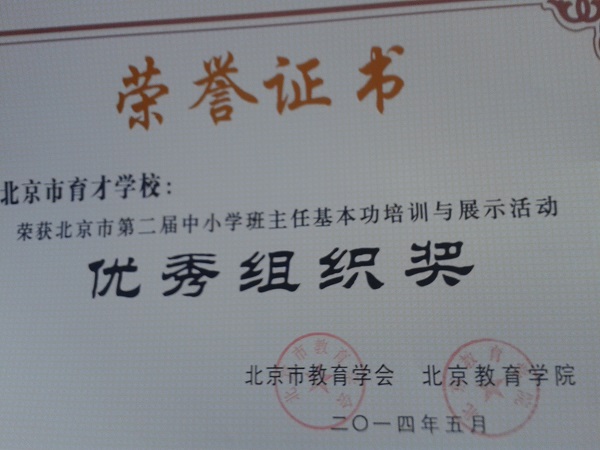 荣誉证书
北京市育才学校：
荣获北京市第二届中小学班主任基本功培训与展示活动
优秀组织奖
北京市教育学会 北京教育学院
二〇一四年五月